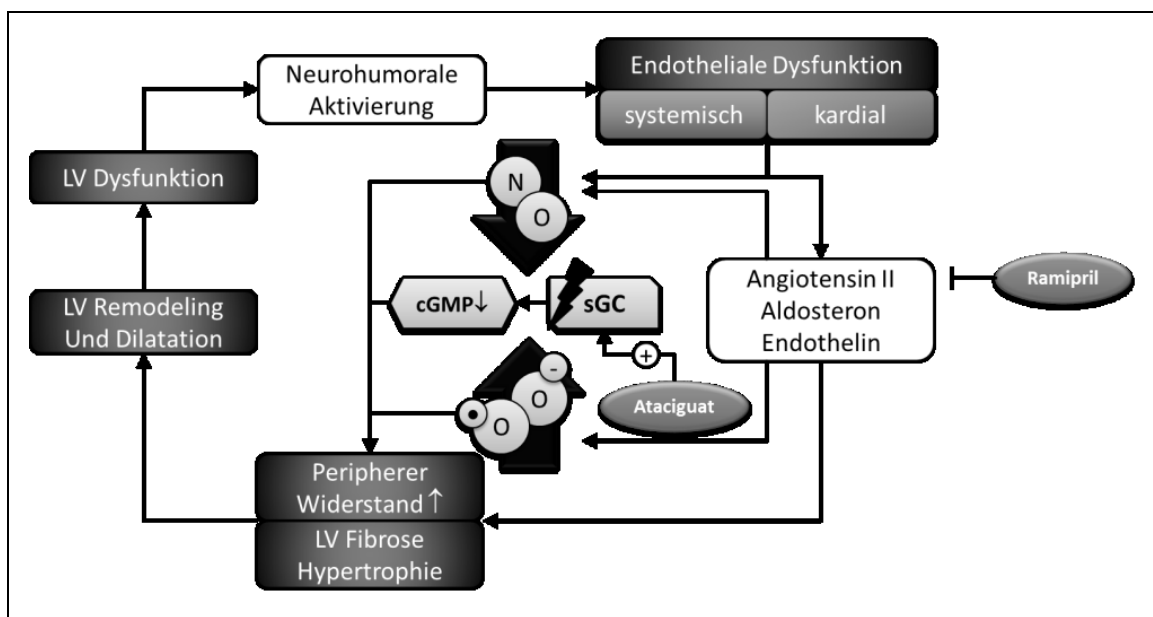 Neurohumorale
Aktivierung
Endotheliale Dysfunktion
systemisch
kardial
LV Dysfunktion
N
O
LV Remodeling
Und Dilatation
cGMP↓
sGC
Angiotensin II
Aldosteron
Endothelin
Ramipril
+
Ataciguat
-
O
•
O
Peripherer
Widerstand ↑
LV Fibrose
Hypertrophie